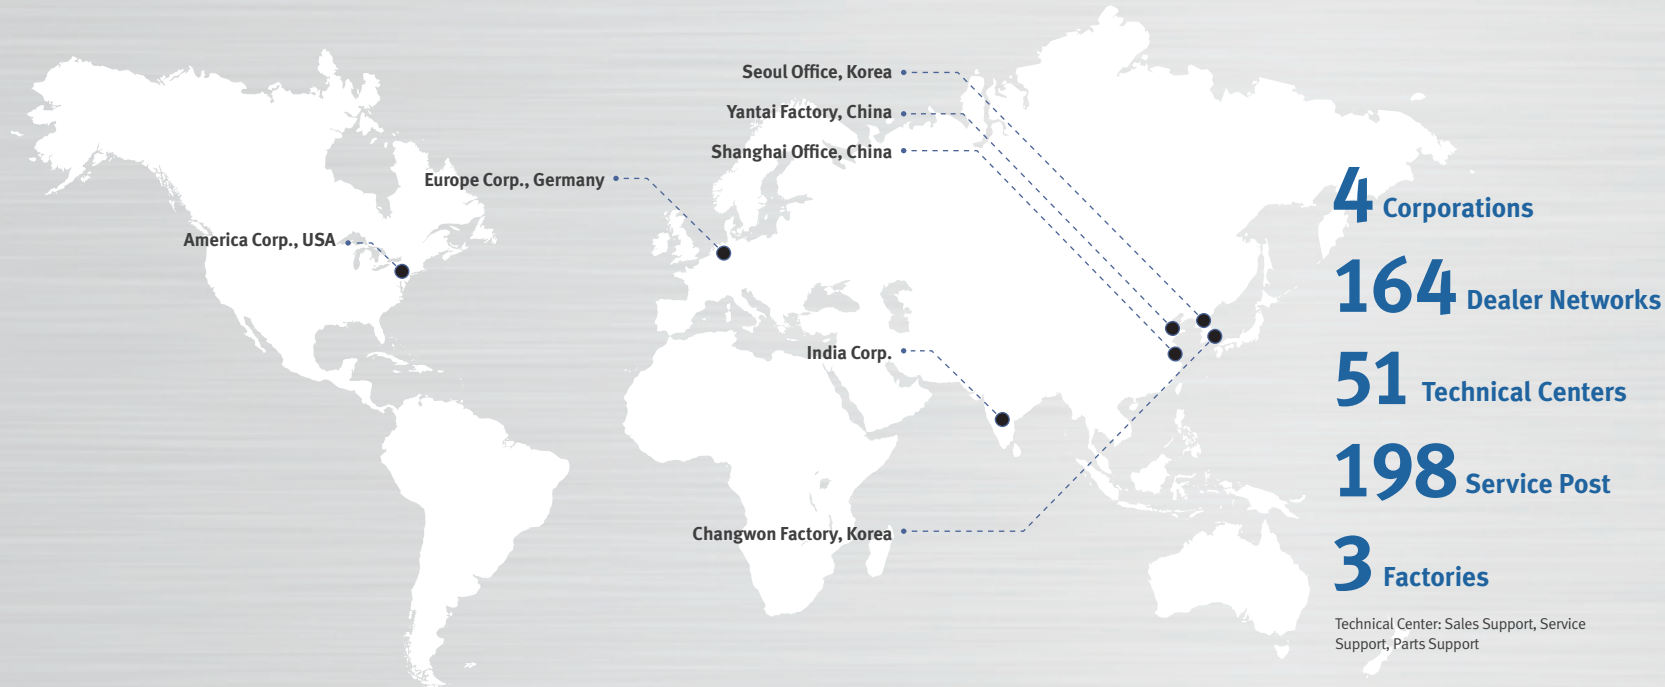 Seoul Office, Korea
Yantai Factory, China
Shanghai Office, China
Europe Corp., Germany
America Corp., USA
India Corp.
Changwon Factory, Korea
4 Corporations
164 Dealer Networks
51 Technical Centers
198 Service Post
3 Factories
Technical Center: Sales Support, Service
Support, Parts Support